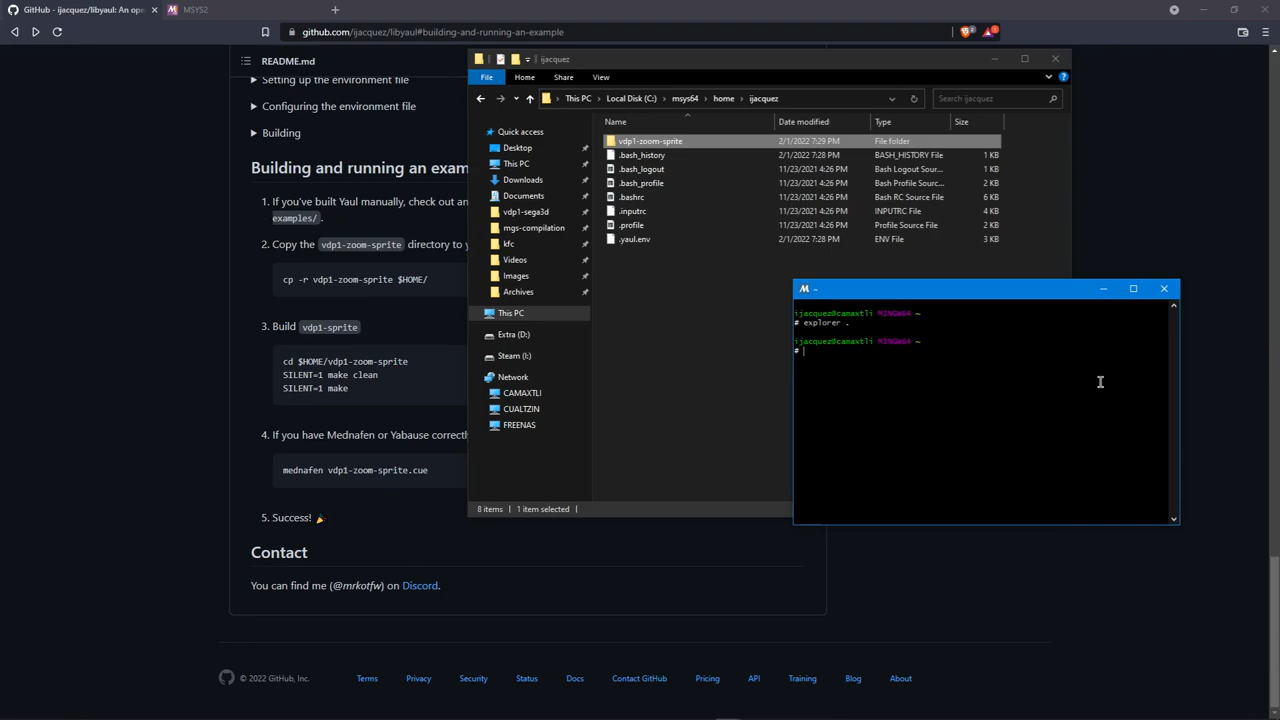 GitHub - ijacquez/libyaul: An ope
MSYS2
github.com/ijacquez/libyaul#building-and-running-an-example
README.md
Setting up the environment file
Configuring the environment
Building
Building and running an exam
1. If you've built Yaul manually, check out an
examples/ .
2. Copy the vdp1-zoom-sprite directory to y
cp -r vdp1-zoom-sprite $HOME/
3. Build vdp1-sprite
cd $HOME/vdp1-zoom-sprite
SILENT=1 make clean
SILENT=1 make
4. If you have Mednafen or Yabause correctly
mednafen vdp1-zoom-sprite.cue
5. Success! 🎉
Contact
You can find me (@mrkotfw) on Discord.
© 2022 GitHub, Inc. Terms Privacy Security Status Docs Contact GitHub Pricing API Training Blog About
ijacquez
File Home Share View
This PC Local Disk (C:) msys64 home ijacquez
Search ijacquez
Name Date modified Type Size
Quick access
Desktop
This PC
Downloads
Documents
vdp1-sega3d
mgs-compilation
kfc
Videos
Images
Archives
This PC
Extra (D:)
Steam (I:)
Network
CAMAXTLI
CUALTZIN
FREENAS
vdp1-zoom-sprite 2/1/2022 7:29 PM File folder
.bash_history 2/1/2022 7:28 PM BASH_HISTORY File 1 KB
.bash_logout 11/23/2021 4:26 PM Bash Logout Sour... 1 KB
.bash_profile 11/23/2021 4:26 PM Bash Profile Sourc... 2 KB
.bashrc 11/23/2021 4:26 PM Bash RC Source File 6 KB
.inputrc 11/23/2021 4:26 PM INPUTRC File 4 KB
.profile 11/23/2021 4:26 PM Profile Source File 2 KB
.yaul.env 2/1/2022 7:28 PM ENV File 3 KB
8 items 1 item selected
~
ijacquez@camaxtli MINGW64 ~
# explorer .
ijacquez@camaxtli MINGW64 ~
#